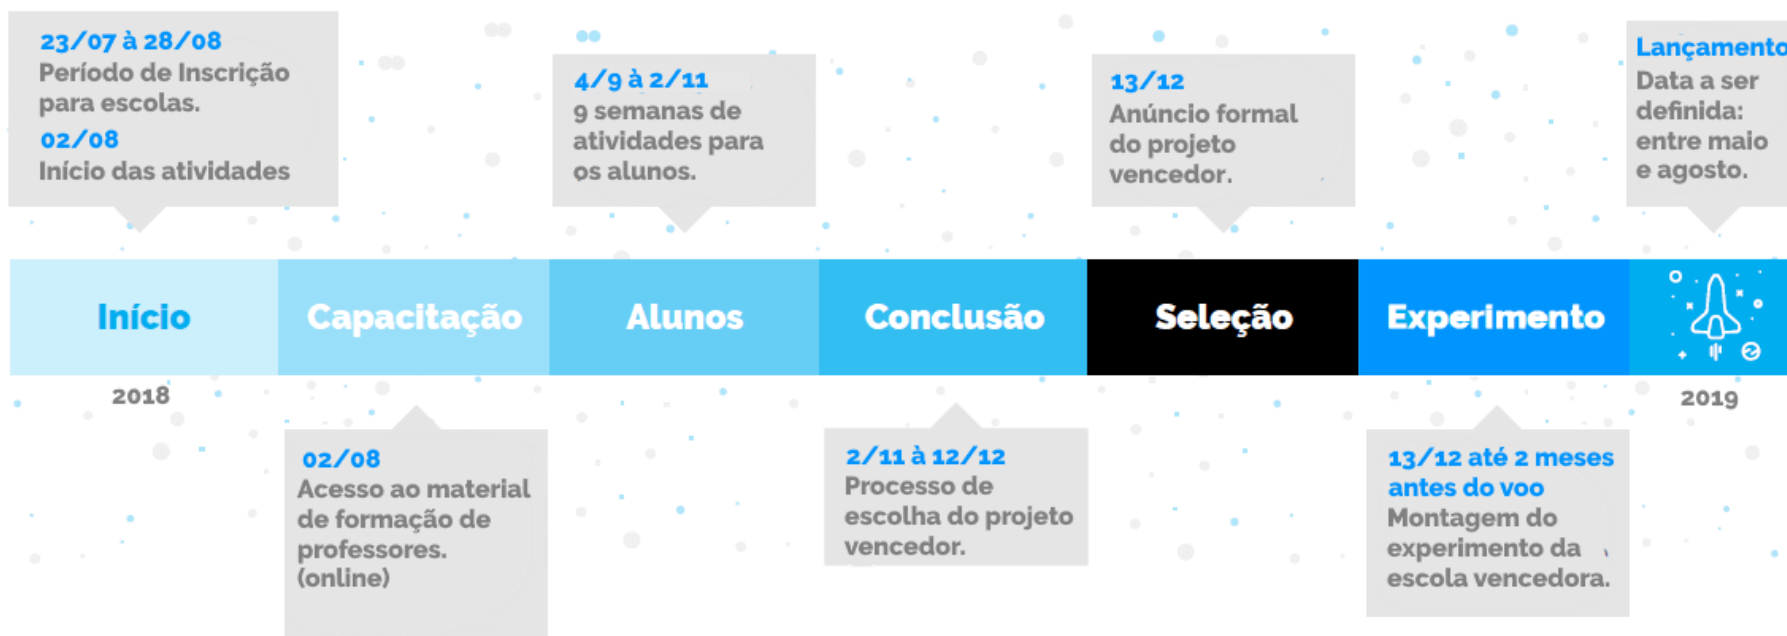 23/07 à 28/08
Período de Inscrição
para escolas.
02/08
Início das atividades
4/9 à 2/11
9 semanas de
atividades para
os alunos.
13/12
Anúncio formal
do projeto
vencedor.
Lançamento
Data a ser
definida:
entre maio
e agosto.
Início
Capacitação
Alunos
Conclusão
Seleção
Experimento
2018
2019
02/08
Acesso ao material
de formação de
professores.
(online)
2/11 à 12/12
Processo de
escolha do projeto
vencedor.
13/12 até 2 meses
antes do voo
Montagem do
experimento da
escola vencedora.